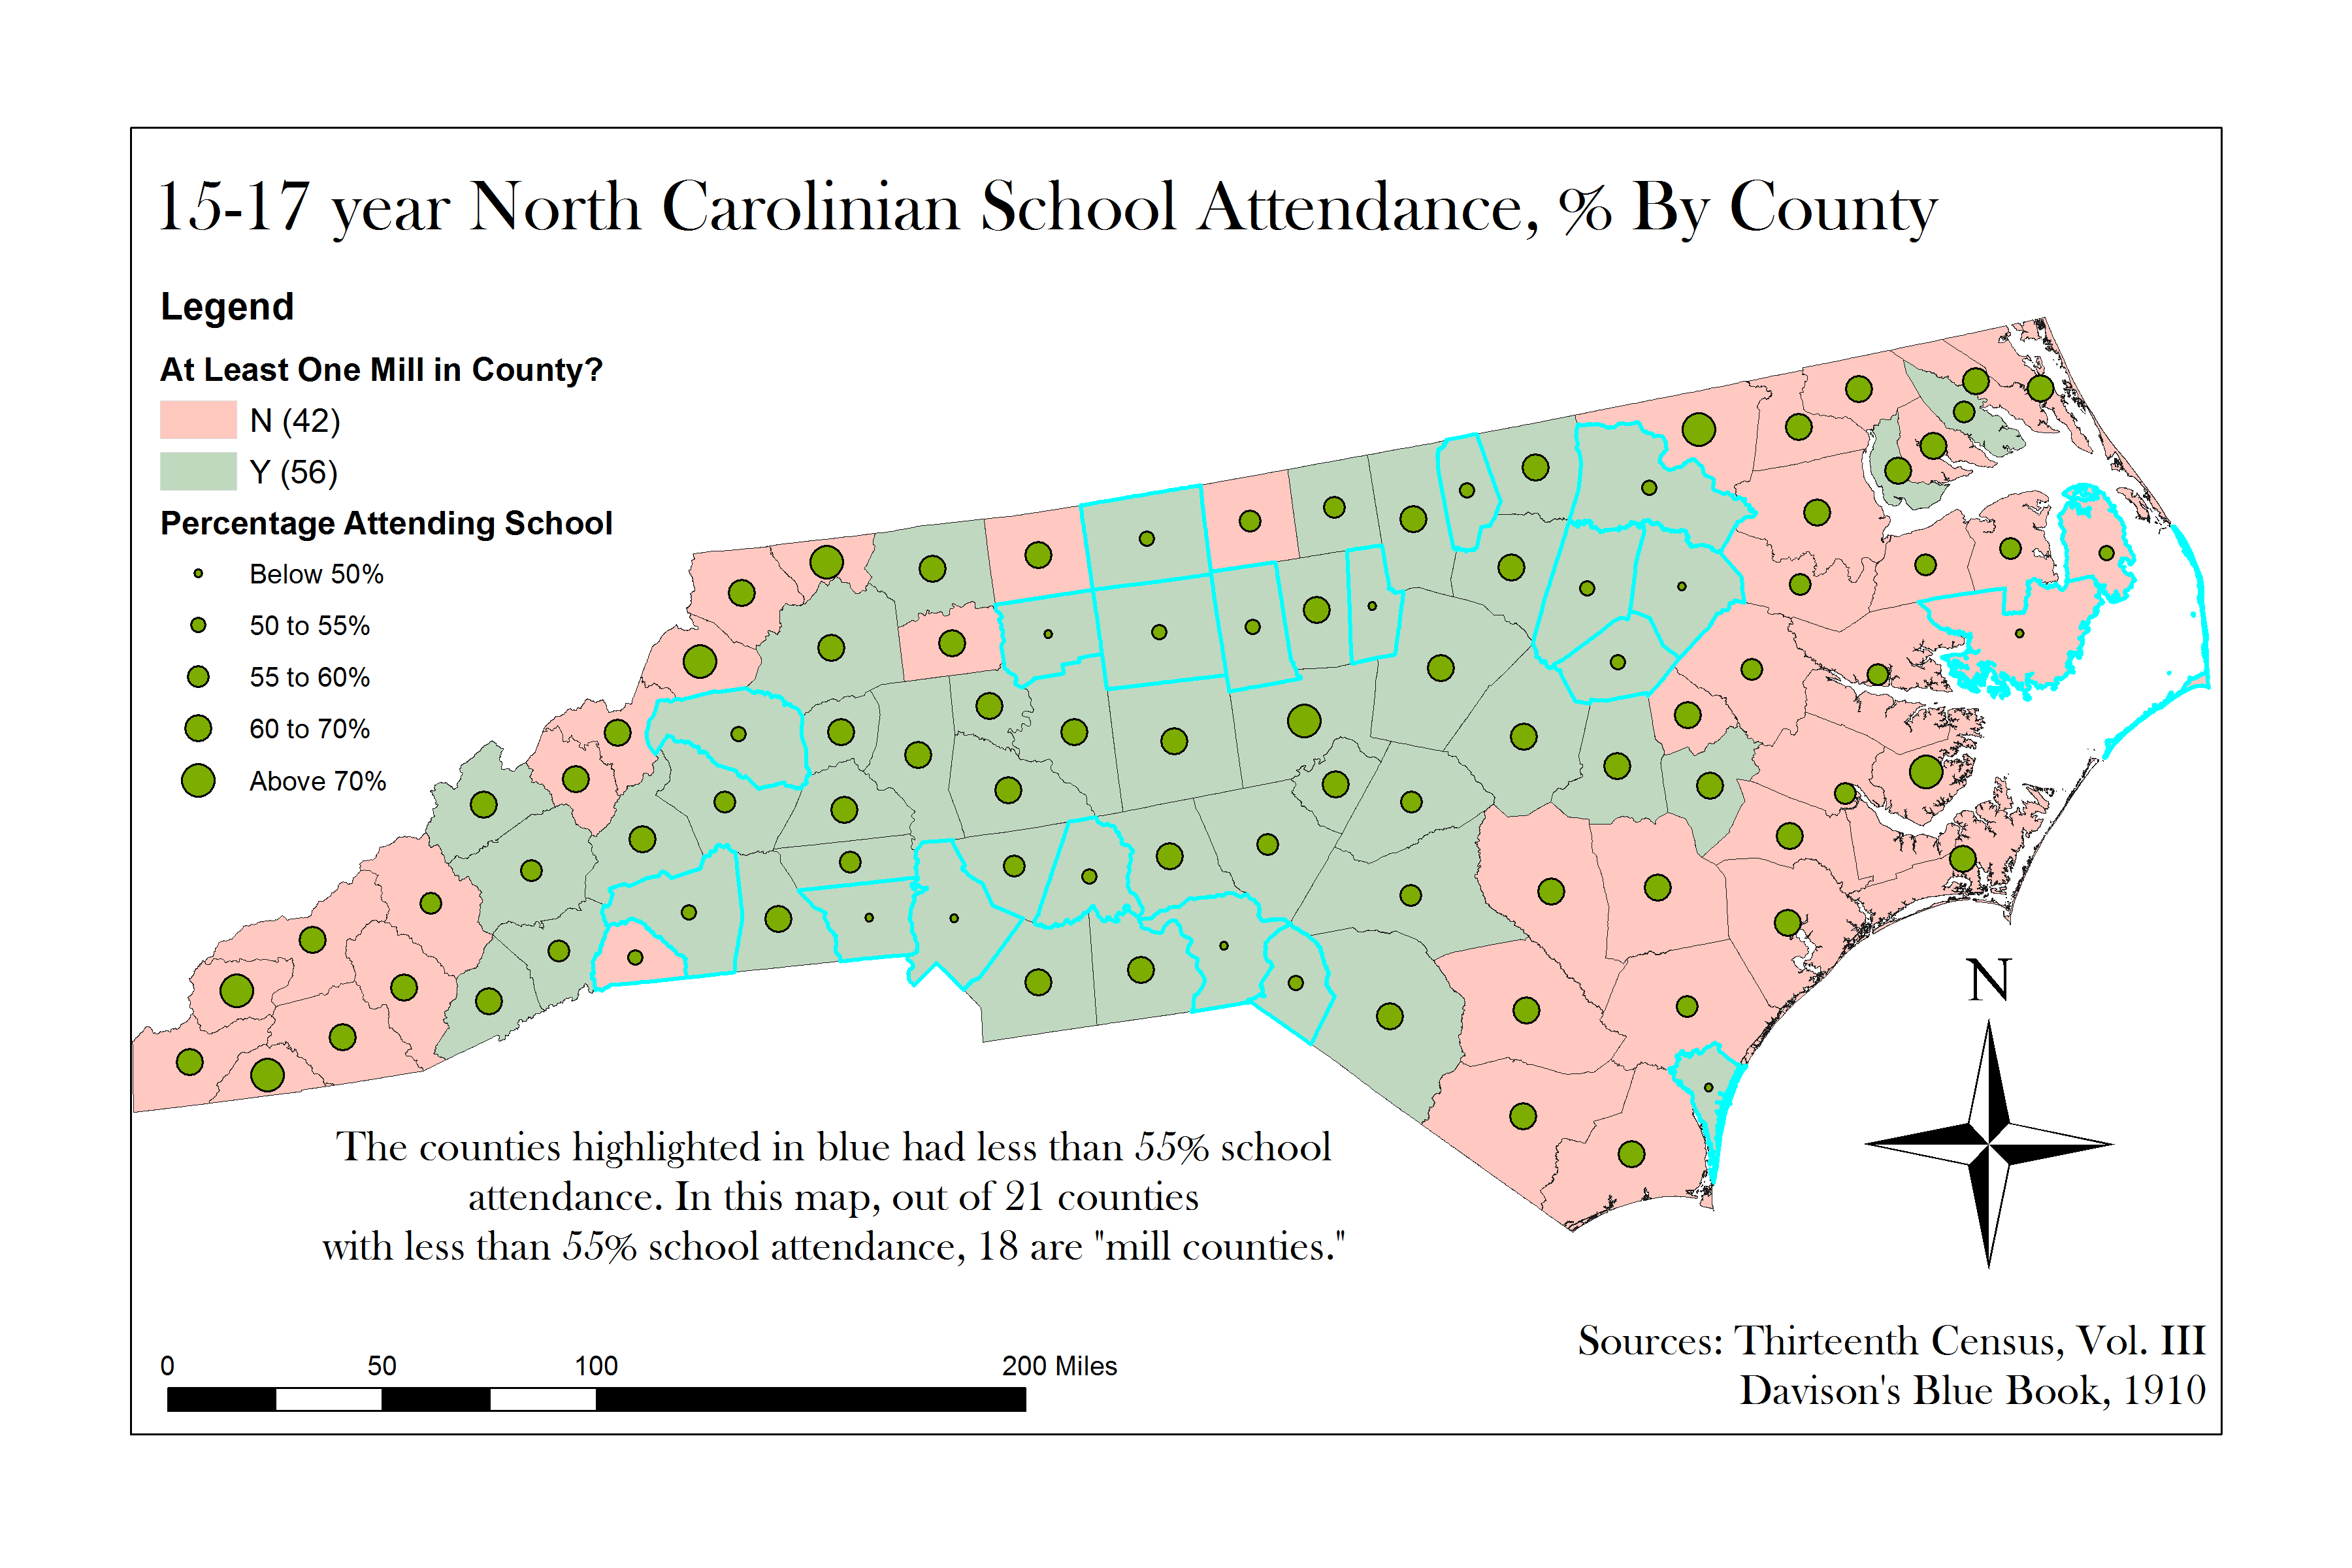 15-17 year North Carolinian School Attendance, % By County
Legend
At Least One Mill in County?
N (42)
Y (56)
Percentage Attending School
Below 50%
50 to 55%
55 to 60%
60 to 70%
Above 70%
N
The counties highlighted in blue had less than 55% school
attendance. In this map, out of 21 counties
with less than 55% school attendance, 18 are "mill counties."
0 50 100 200 Miles
Sources: Thirteenth Census, Vol. III
Davison's Blue Book, 1910